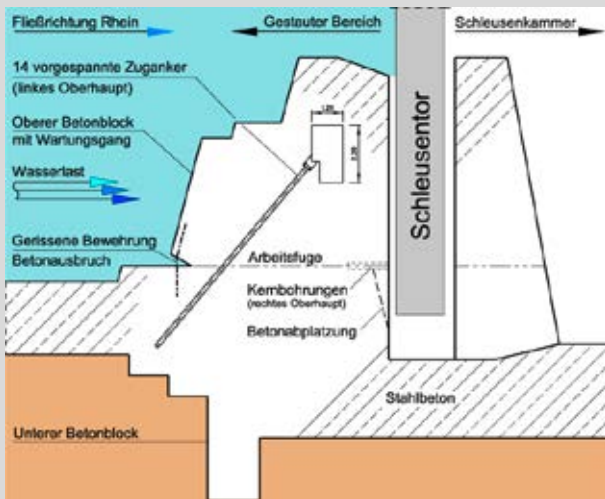 Fließrichtung Rhein
Gestauter Bereich
Schleusenkammer
14 vorgespannte Zuganker
(linkes Oberhaupt)
Oberer Betonblock
mit Wartungsgang
Wasserlast
Schleusentor
Gerissene Bewehrung
Betonausbruch
Arbeitsfuge
Kernbohrungen
(rechtes Oberhaupt)
Betonabplatzung
Stahlbeton
Unterer Betonblock